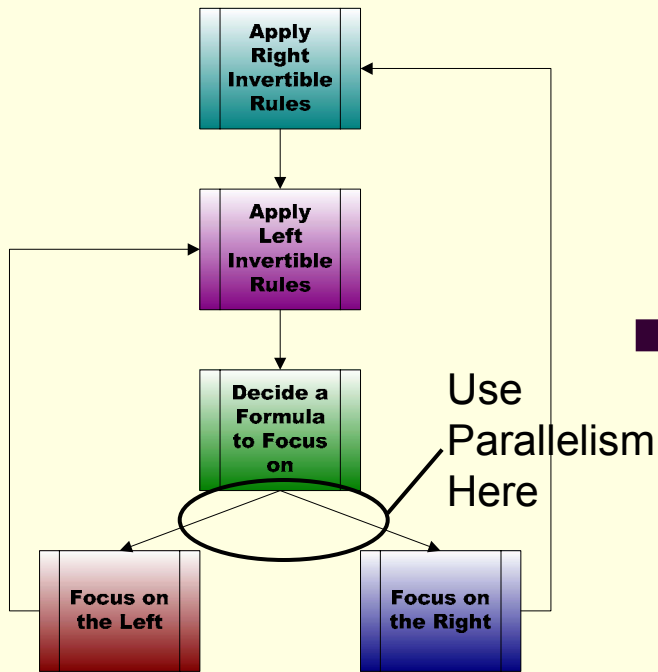 Apply
Right
Invertible
Rules
Apply
Left
Invertible
Rules
Decide a
Formula
to Focus
on
Use
Parallelism
Here
Focus on
the Left
Focus on
the Right